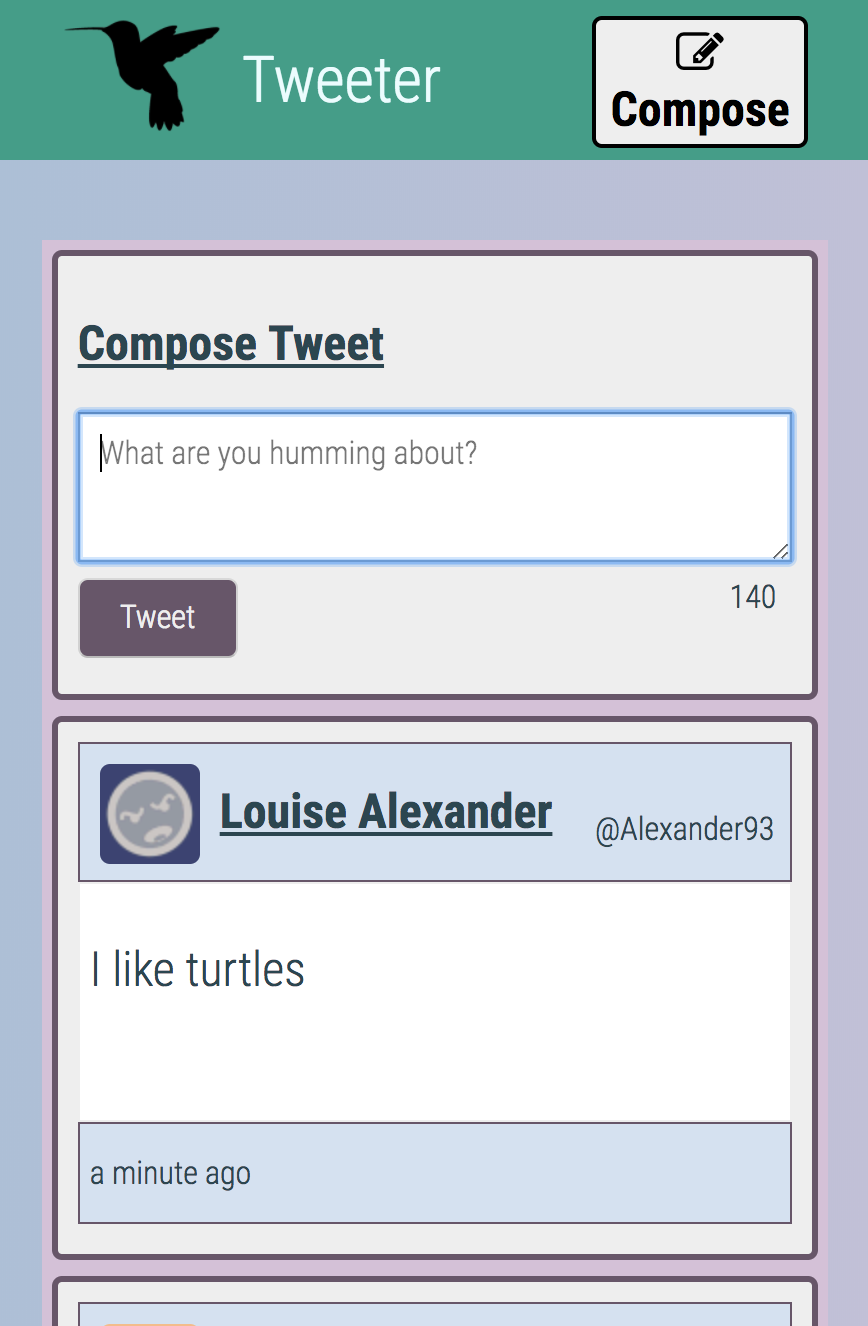 Tweeter
Compose
Compose Tweet
What are you humming about?
Tweet
140
Louise Alexander
@Alexander93
I like turtles
a minute ago